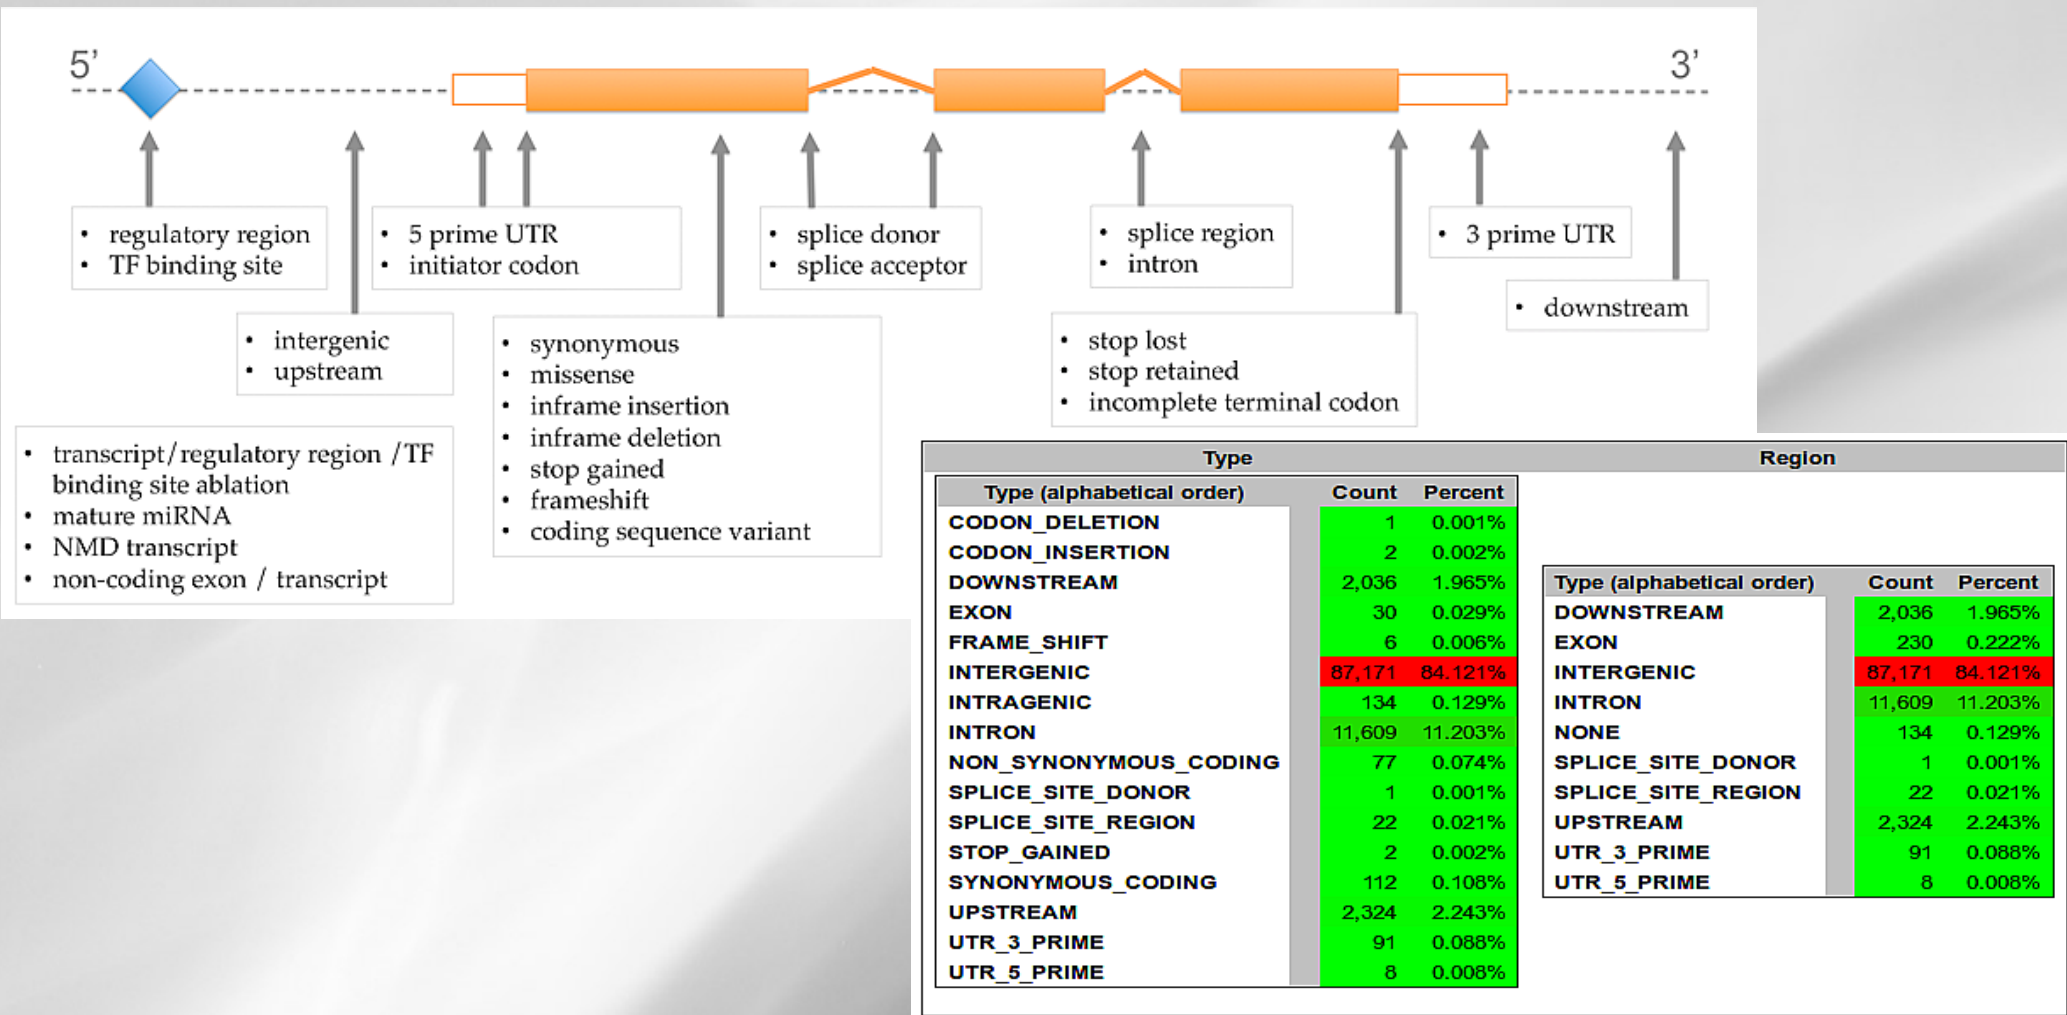 5’
3’
• regulatory region
• TF binding site
• 5 prime UTR
• initiator codon
• splice donor
• splice acceptor
• splice region
• intron
• 3 prime UTR
• downstream
• intergenic
• upstream
• synonymous
• missense
• inframe insertion
• inframe deletion
• stop gained
• frameshift
• coding sequence variant
• stop lost
• stop retained
• incomplete terminal codon
• transcript/regulatory region /TF
binding site ablation
• mature miRNA
• NMD transcript
• non-coding exon / transcript
Type
Type (alphabetical order) Count Percent
CODON_DELETION 1 0.001%
CODON_INSERTION 2 0.002%
DOWNSTREAM 2,036 1.965%
EXON 30 0.029%
FRAME_SHIFT 6 0.006%
INTERGENIC 87,171 84.121%
INTRAGENIC 134 0.129%
INTRON 11,609 11.203%
NON_SYNONYMOUS_CODING 77 0.074%
SPLICE_SITE_DONOR 1 0.001%
SPLICE_SITE_REGION 22 0.021%
STOP_GAINED 2 0.002%
SYNONYMOUS_CODING 112 0.108%
UPSTREAM 2,324 2.243%
UTR_3_PRIME 91 0.088%
UTR_5_PRIME 8 0.008%
Region
Type (alphabetical order) Count Percent
DOWNSTREAM 2,036 1.965%
EXON 230 0.222%
INTERGENIC 87,171 84.121%
INTRON 11,609 11.203%
NONE 134 0.129%
SPLICE_SITE_DONOR 1 0.001%
SPLICE_SITE_REGION 22 0.021%
UPSTREAM 2,324 2.243%
UTR_3_PRIME 91 0.088%
UTR_5_PRIME 8 0.008%